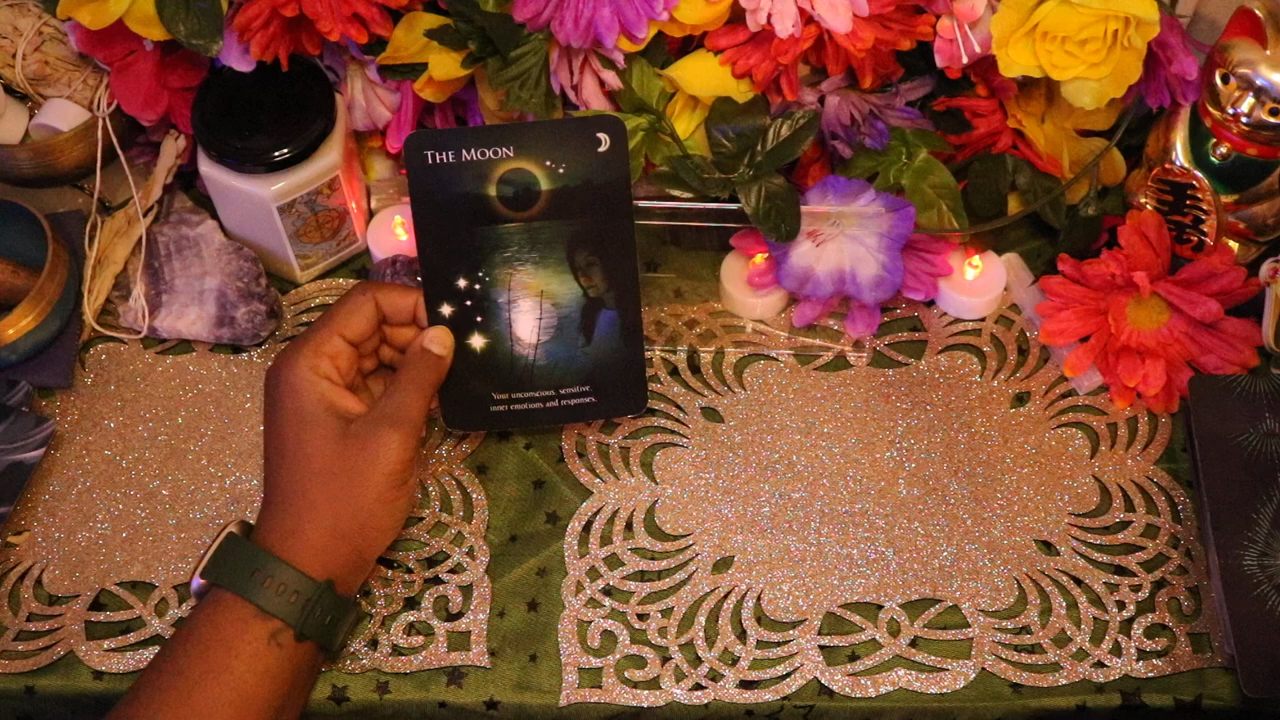 THE MOON
Your unconscious, sensitive,
inner emotions and responses.